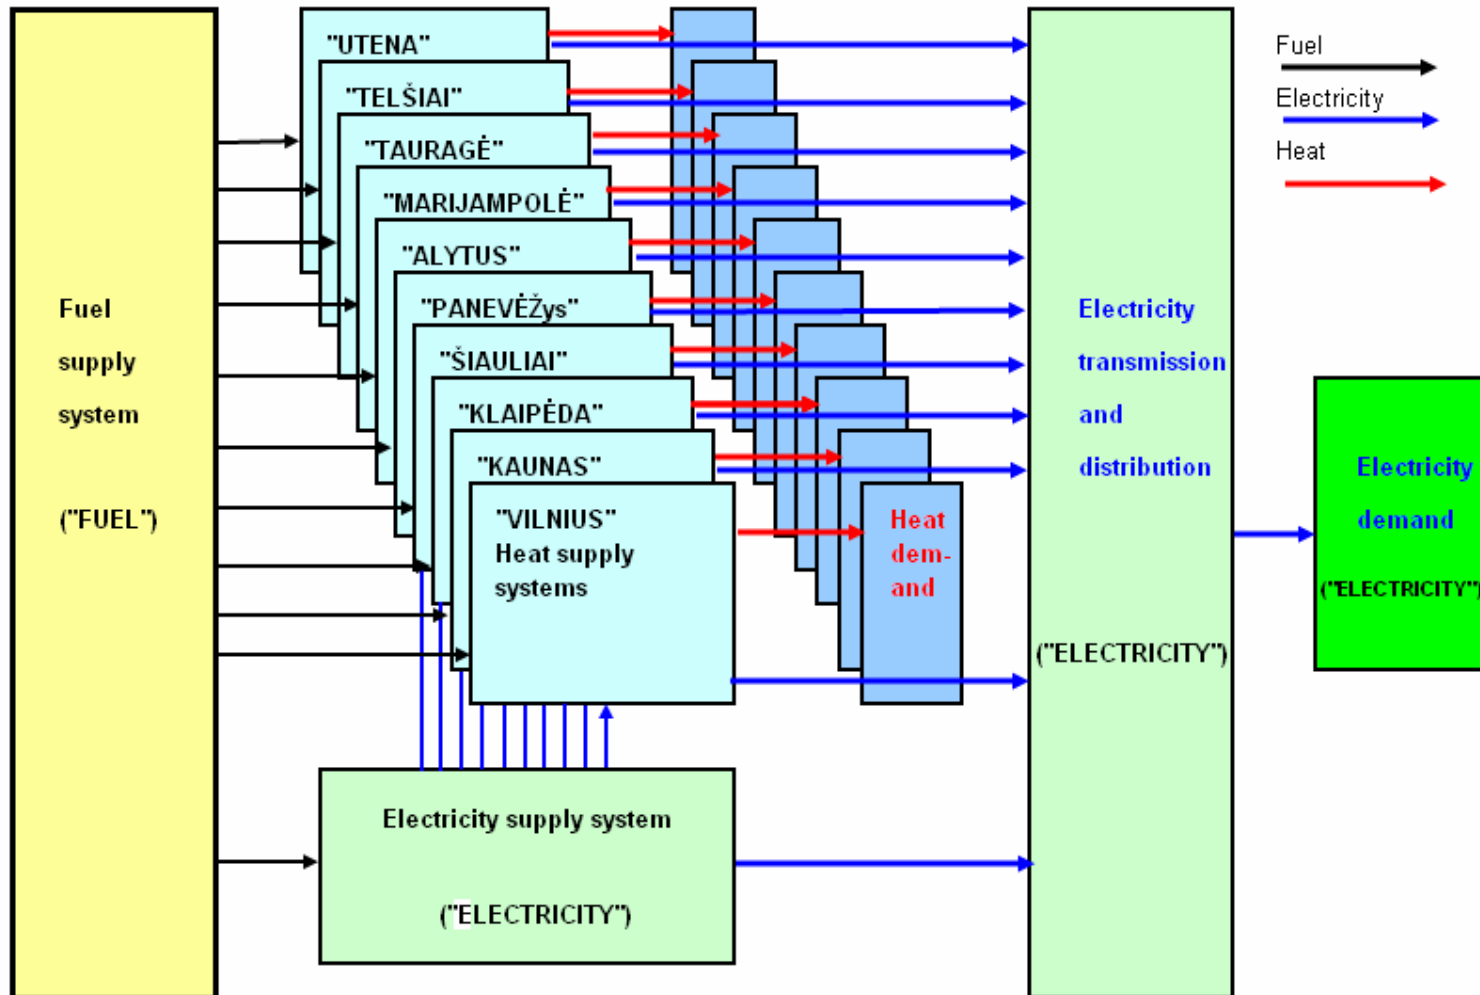 "UTENA"
"TELŠIAI"
"TAURAGĖ"
"MARIJAMPOLĖ"
"ALYTUS"
"PANEVĖŽys"
"ŠIAULIAI"
"KLAIPĖDA"
"KAUNAS"
"VILNIUS"
Heat supply
systems
Fuel
supply
system
("FUEL")
Heat
dem-
and
Electricity
transmission
and
distribution
("ELECTRICITY")
Electricity
demand
("ELECTRICITY")
Electricity supply system
("ELECTRICITY")
Fuel
Electricity
Heat